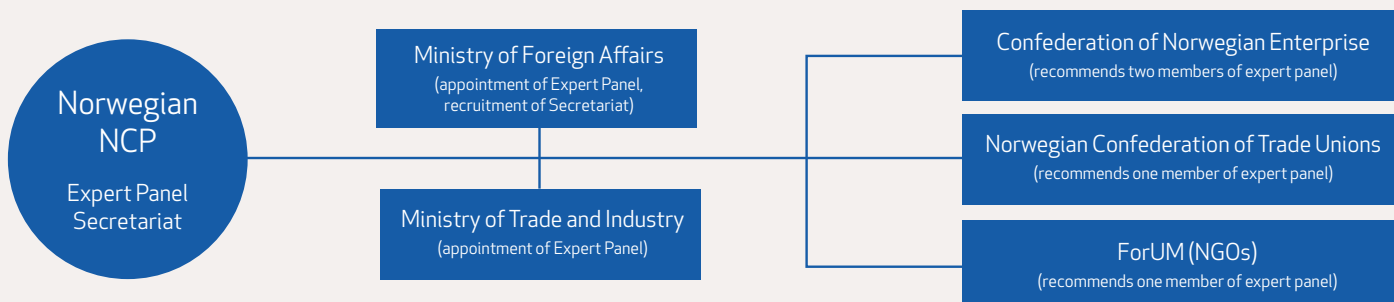 Norwegian
NCP
Expert Panel
Secretariat
Ministry of Foreign Affairs
(appointment of Expert Panel,
recruitment of Secretariat)
Ministry of Trade and Industry
(appointment of Expert Panel)
Confederation of Norwegian Enterprise
(recommends two members of expert panel)
Norwegian Confederation of Trade Unions
(recommends one member of expert panel)
ForUM (NGOs)
(recommends one member of expert panel)